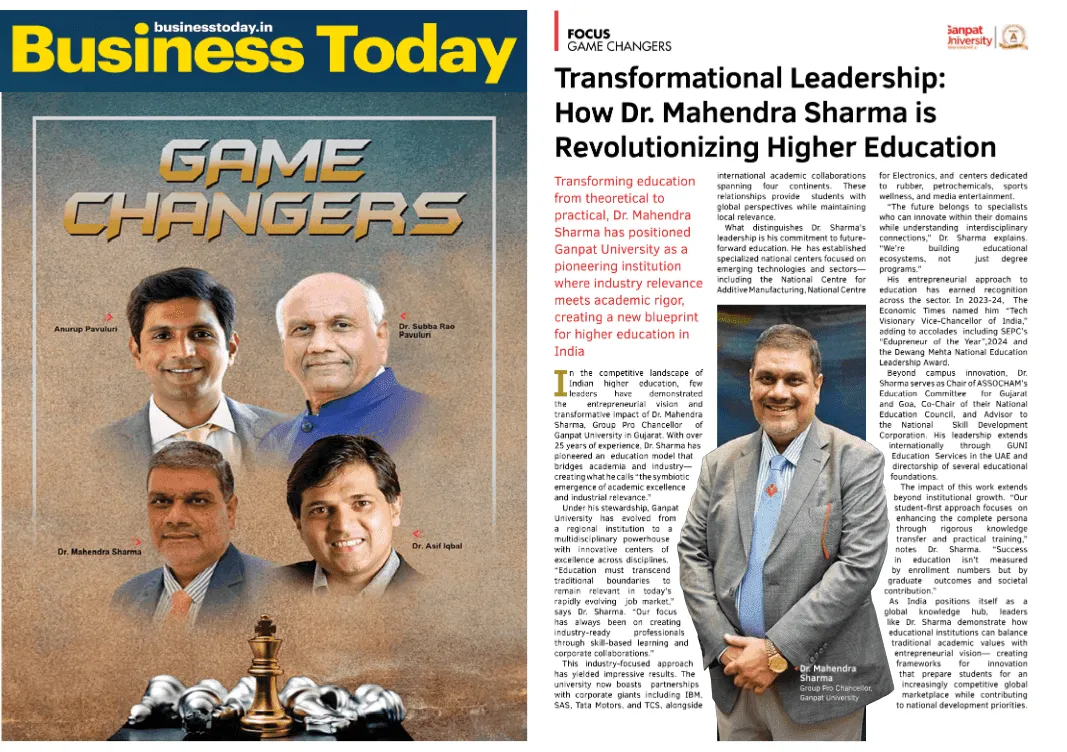 businesstoday.in
Business Today
GAME
CHANGERS
Anurup Pavuluri
Dr. Subba Rao
Pavuluri
Dr. Mahendra Sharma
Dr. Asif Iqbal
FOCUS
GAME CHANGERS
Ganpat
University
Transformational Leadership:
How Dr. Mahendra Sharma is
Revolutionizing Higher Education
Transforming education
from theoretical to
practical, Dr. Mahendra
Sharma has positioned
Ganpat University as a
pioneering institution
where industry relevance
meets academic rigor,
creating a new blueprint
for higher education in
India
In the competitive landscape of
Indian higher education, few
leaders have demonstrated
the entrepreneurial vision and
transformative impact of Dr. Mahendra
Sharma, Group Pro Chancellor of
Ganpat University in Gujarat. With over
25 years of experience, Dr. Sharma has
pioneered an education model that
bridges academia and industry—
creating what he calls “the symbiotic
emergence of academic excellence
and industrial relevance.”
Under his stewardship, Ganpat
University has evolved from
a regional institution to a
multidisciplinary powerhouse
with innovative centers of
excellence across disciplines.
“Education must transcend
traditional boundaries to
remain relevant in today’s
rapidly evolving job market,”
says Dr. Sharma. “Our focus
has always been on creating
industry-ready professionals
through skill-based learning and
corporate collaborations.”
This industry-focused approach
has yielded impressive results. The
university now boasts partnerships
with corporate giants including IBM,
SAS, Tata Motors, and TCS, alongside
international academic collaborations
spanning four continents. These
relationships provide students with
global perspectives while maintaining
local relevance.
What distinguishes Dr. Sharma’s
leadership is his commitment to future-
forward education. He has established
specialized national centers focused on
emerging technologies and sectors—
including the National Centre for
Additive Manufacturing, National Centre
for Electronics, and centers dedicated
to rubber, petrochemicals, sports
wellness, and media entertainment.
“The future belongs to specialists
who can innovate within their domains
while understanding interdisciplinary
connections,” Dr. Sharma explains.
“We’re building educational
ecosystems, not just degree
programs.”
His entrepreneurial approach to
education has earned recognition
across the sector. In 2023-24, The
Economic Times named him “Tech
Visionary Vice-Chancellor of India,”
adding to accolades including SEPC’s
“Edupreneur of the Year”,2024 and
the Dewang Mehta National Education
Leadership Award.
Beyond campus innovation, Dr.
Sharma serves as Chair of ASSOCHAM’s
Education Committee for Gujarat
and Goa, Co-Chair of their National
Education Council, and Advisor to
the National Skill Development
Corporation. His leadership extends
internationally through GUNI
Education Services in the UAE and
directorship of several educational
foundations.
The impact of this work extends
beyond institutional growth. “Our
student-first approach focuses on
enhancing the complete persona
through rigorous knowledge
transfer and practical training,”
notes Dr. Sharma. “Success
in education isn’t measured
by enrollment numbers but by
graduate outcomes and societal
contribution.”
As India positions itself as a
global knowledge hub, leaders
like Dr. Sharma demonstrate how
educational institutions can balance
traditional academic values with
entrepreneurial vision— creating
frameworks for innovation
that prepare students for an
increasingly competitive global
marketplace while contributing
to national development priorities.
Dr. Mahendra
Sharma
Group Pro Chancellor,
Ganpat University